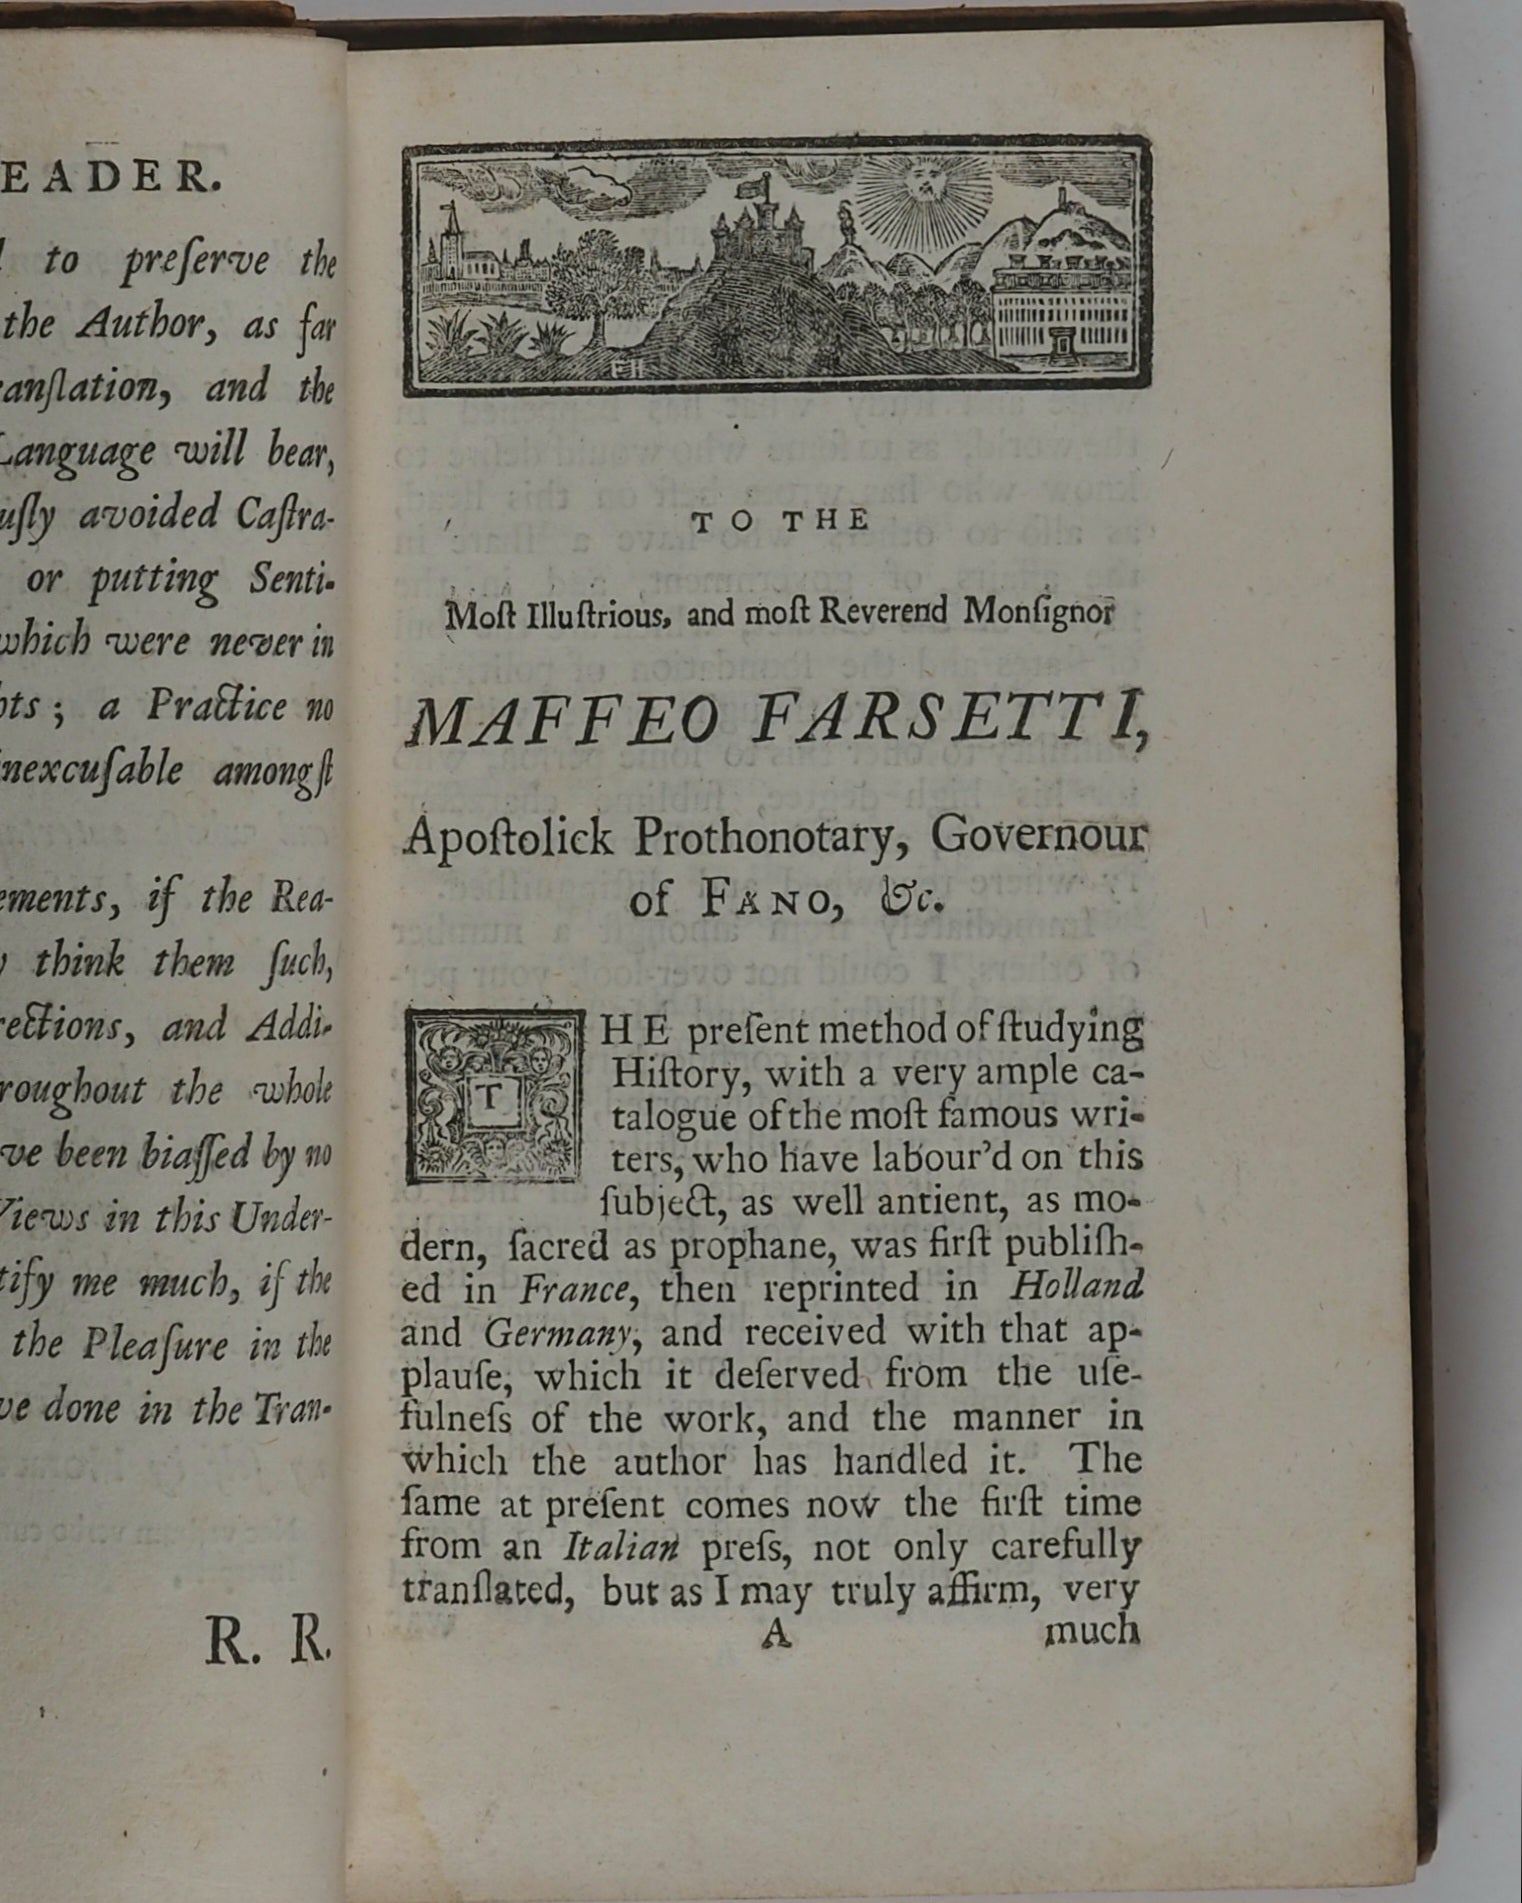 EADER.
to preſerve the
the Author, as far
anſlation, and the
Language will bear,
uſly avoided Caſtra-
or putting Senti-
which were never in
ts ; a Practice no
nexcuſable amongſt
ements, if the Rea-
think them ſuch,
rections, and Addi-
roughout the whole
ve been biaſſed by no
Views in this Under-
tify me much, if the
the Pleaſure in the
ve done in the Tran-
R. R.
FH
TO THE
Moſt Illuſtrious, and moſt Reverend Monſignor
MAFFEO FARSETTI,
Apoſtolick Prothonotary, Governour
of FANO, &c.
THE preſent method of ſtudying
Hiſtory, with a very ample ca-
talogue of the moſt famous wri-
ters, who have labour'd on this
ſubject, as well antient, as mo-
dern, ſacred as prophane, was firſt publiſh-
ed in France, then reprinted in Holland
and Germany, and received with that ap-
plauſe, which it deſerved from the uſe-
fulneſs of the work, and the manner in
which the author has handled it. The
ſame at preſent comes now the firſt time
from an Italian preſs, not only carefully
tranſlated, but as I may truly affirm, very
A much